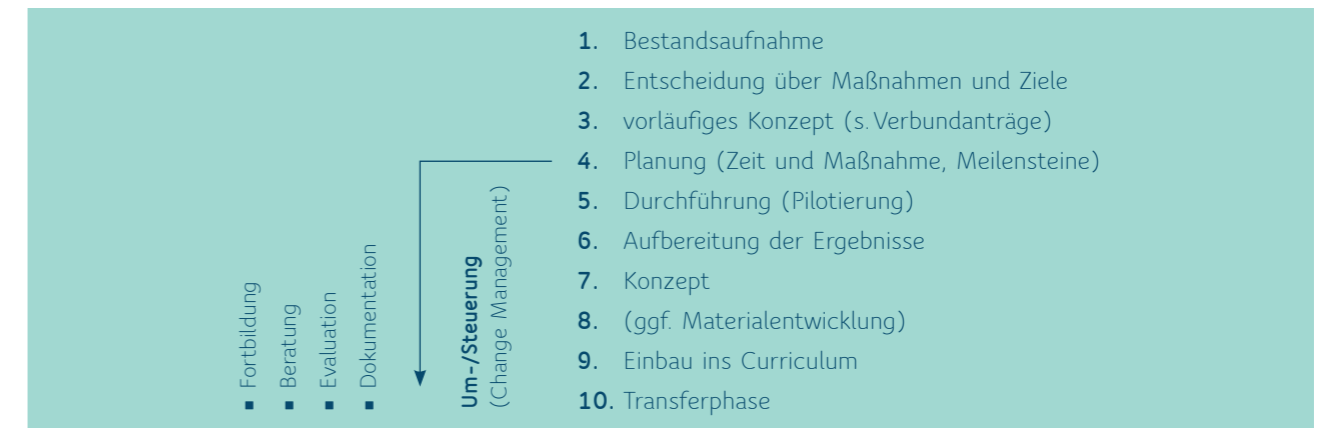 1. Bestandsaufnahme
2. Entscheidung über Maßnahmen und Ziele
3. vorläufiges Konzept (s. Verbundanträge)
4. Planung (Zeit und Maßnahme, Meilensteine)
5. Durchführung (Pilotierung)
6. Aufbereitung der Ergebnisse
7. Konzept
8. (ggf. Materialentwicklung)
9. Einbau ins Curriculum
10. Transferphase
▪ Fortbildung
▪ Beratung
▪ Evaluation
▪ Dokumentation
Um-/Steuerung
(Change Management)